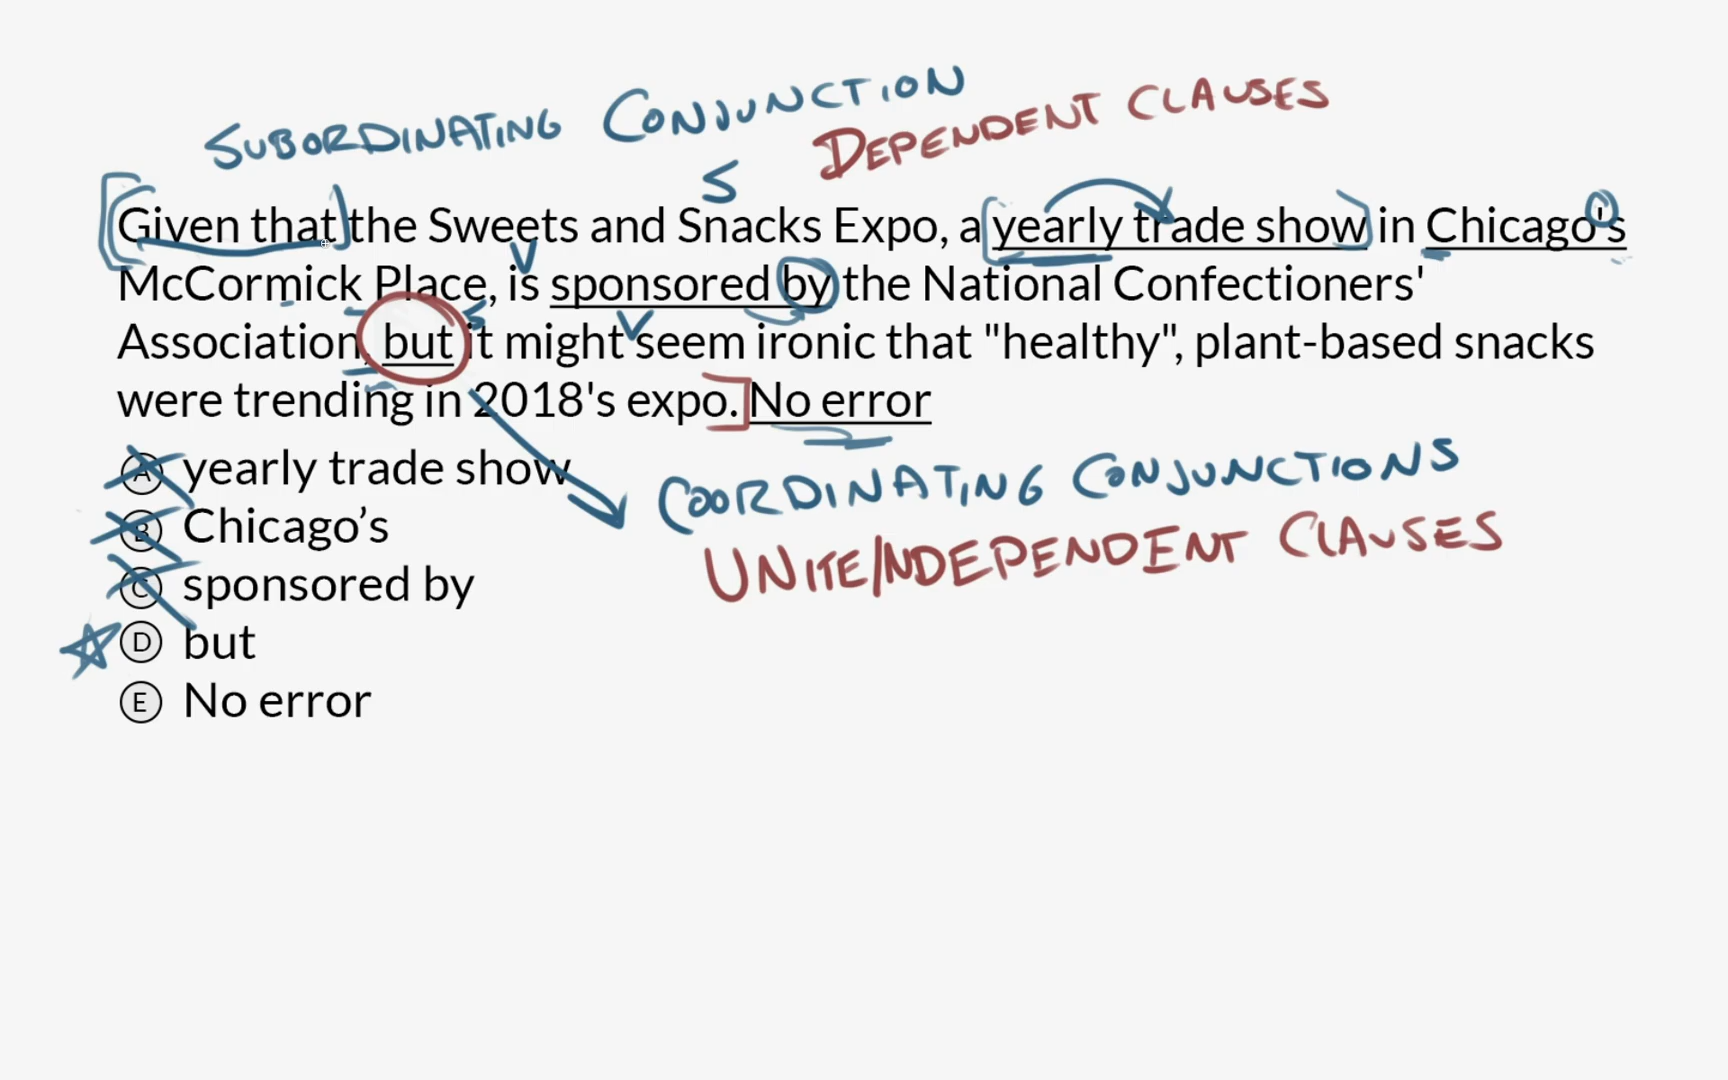 SUBORDINATING CONJUNCTION
DEPENDENT CLAUSES
S
Given that the Sweets and Snacks Expo, a yearly trade show in Chicago's
V
McCormick Place, is sponsored by the National Confectioners'
S V
Association, but it might seem ironic that "healthy", plant-based snacks
were trending in 2018's expo. No error
A yearly trade show
COORDINATING CONJUNCTIONS
B Chicago’s
UNITE INDEPENDENT CLAUSES
C sponsored by
D but
E No error